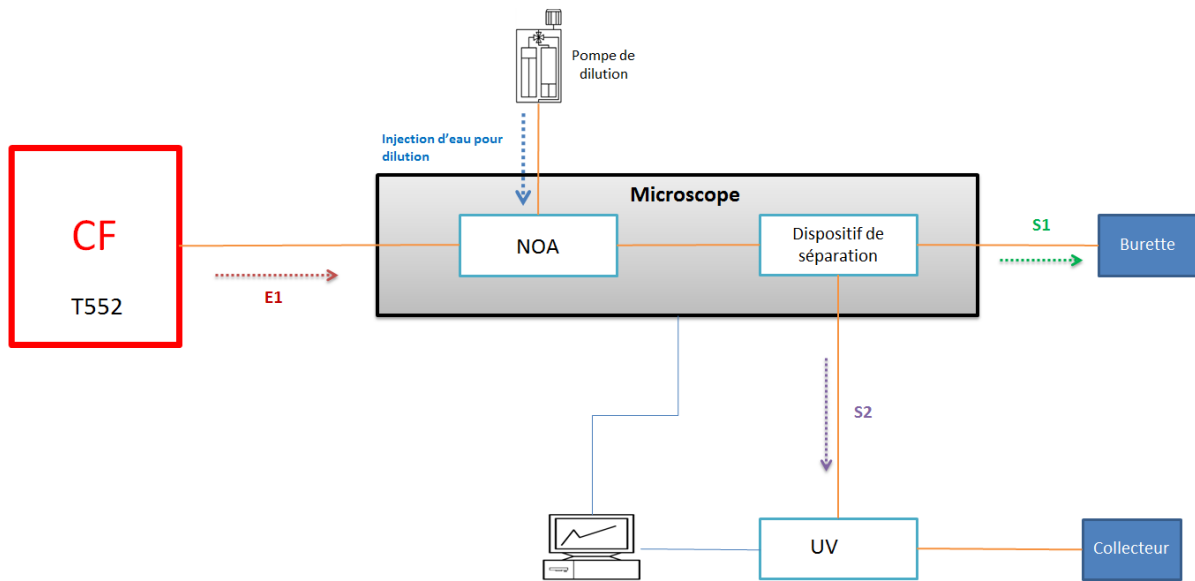 Pompe de
dilution
Injection d'eau pour
dilution
Microscope
CF
T552
E1
NOA
Dispositif de
séparation
S1
Burette
S2
UV
Collecteur